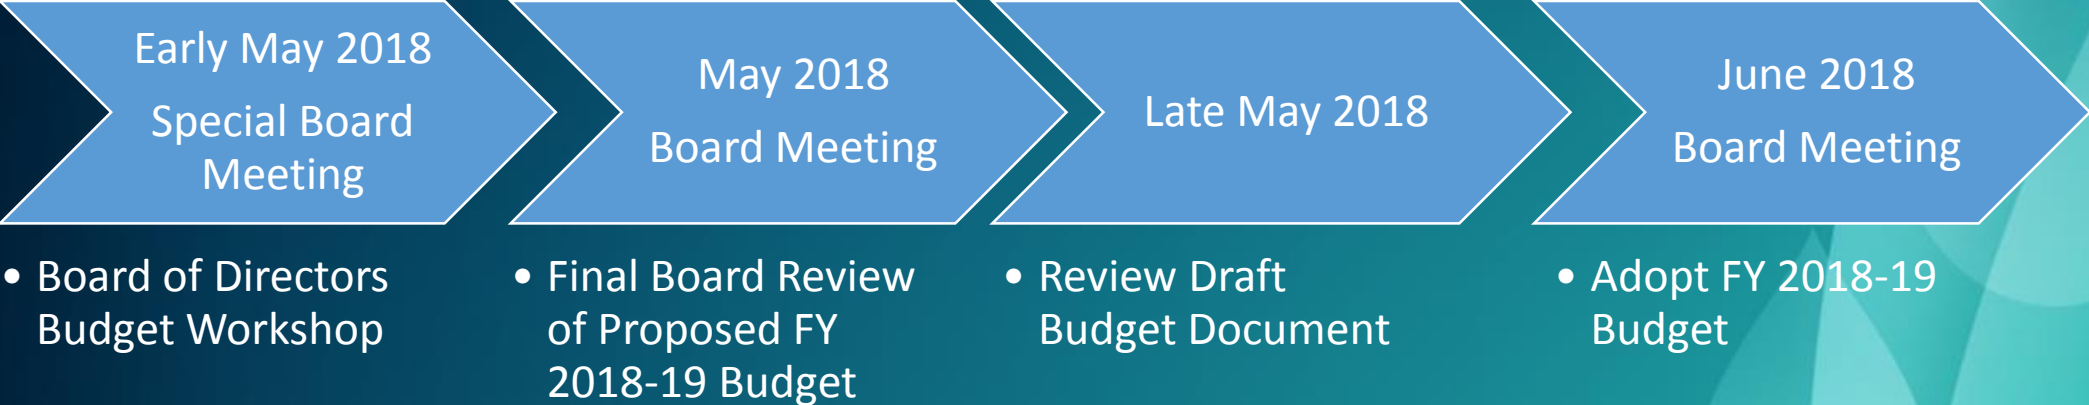 Early May 2018
Special Board
Meeting
May 2018
Board Meeting
Late May 2018
June 2018
Board Meeting
• Board of Directors
Budget Workshop
• Final Board Review
of Proposed FY
2018-19 Budget
• Review Draft
Budget Document
• Adopt FY 2018-19
Budget